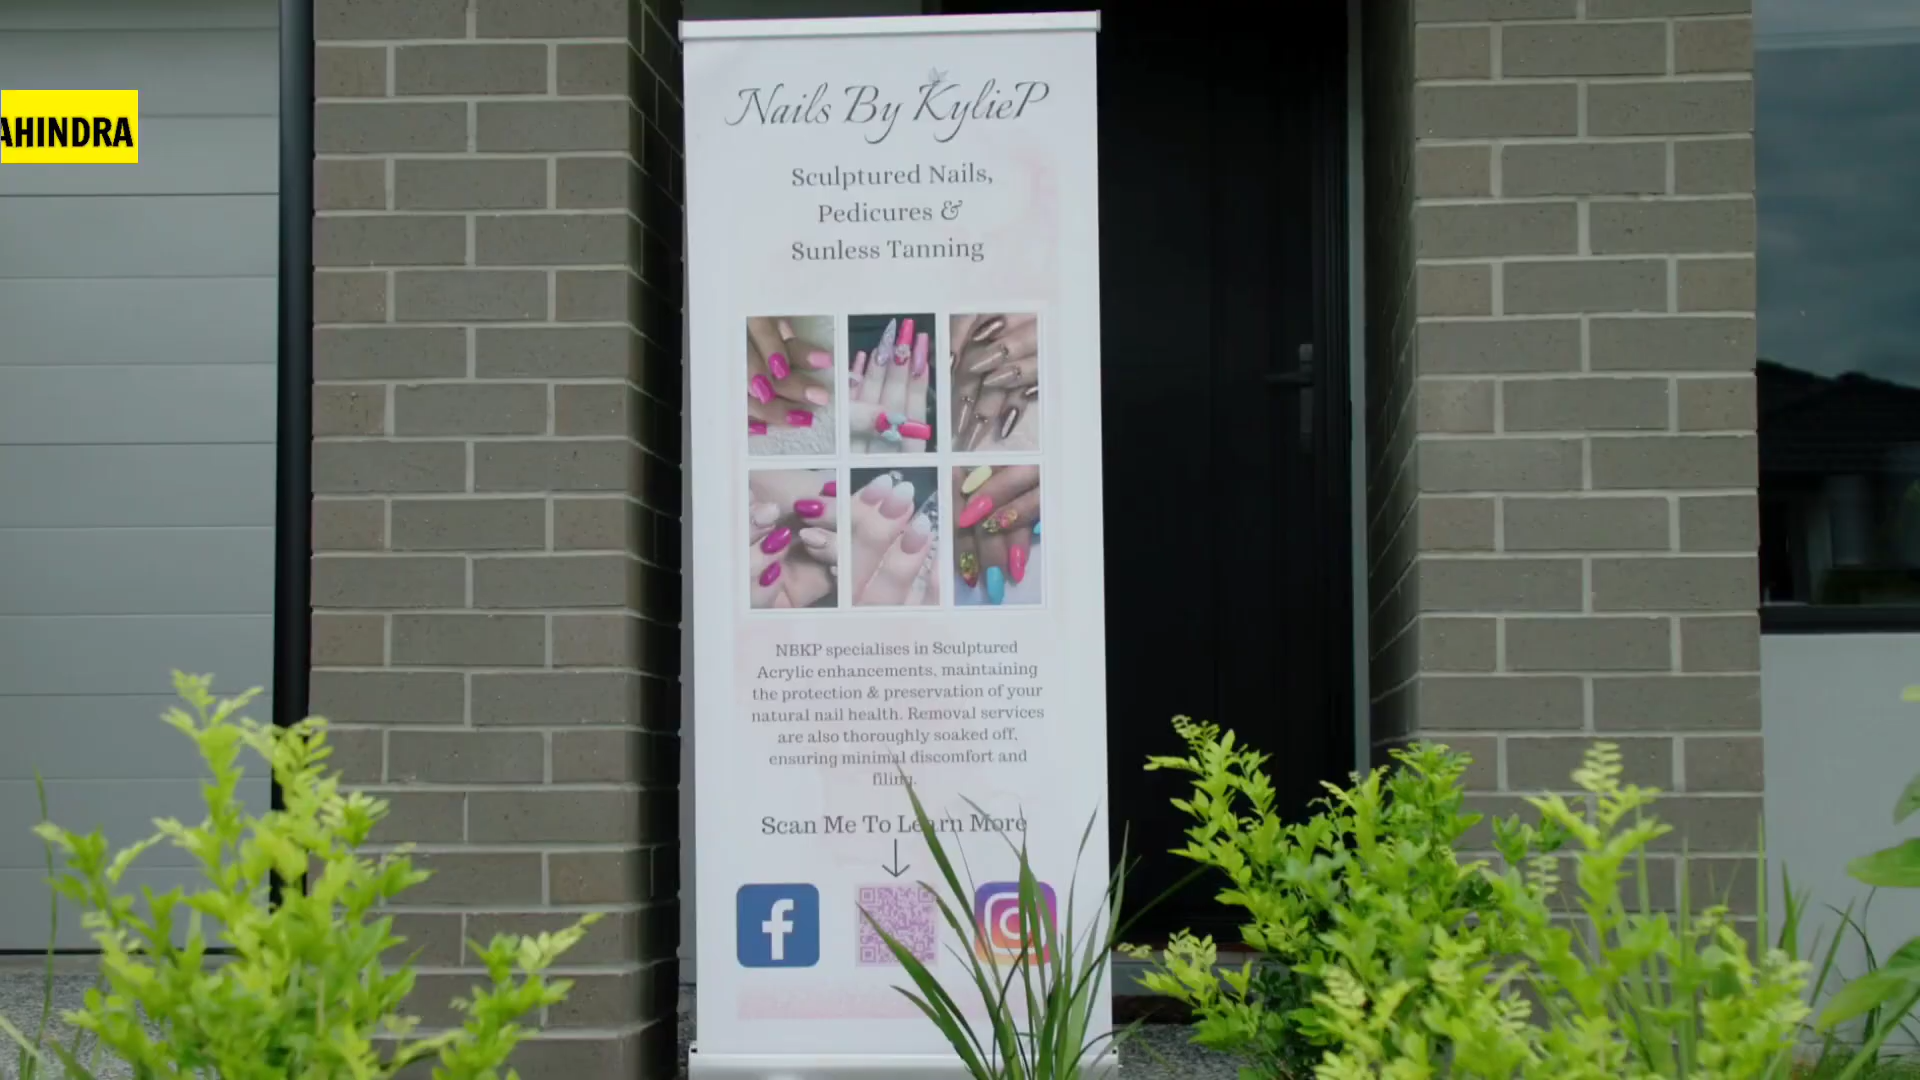 AHINDRA
Nails By KylieP
Sculptured Nails,
Pedicures &
Sunless Tanning
NBKP specialises in Sculptured
Acrylic enhancements, maintaining
the protection & preservation of your
natural nail health. Removal services
are also thoroughly soaked off,
ensuring minimal discomfort and
filing.
Scan Me To Learn More